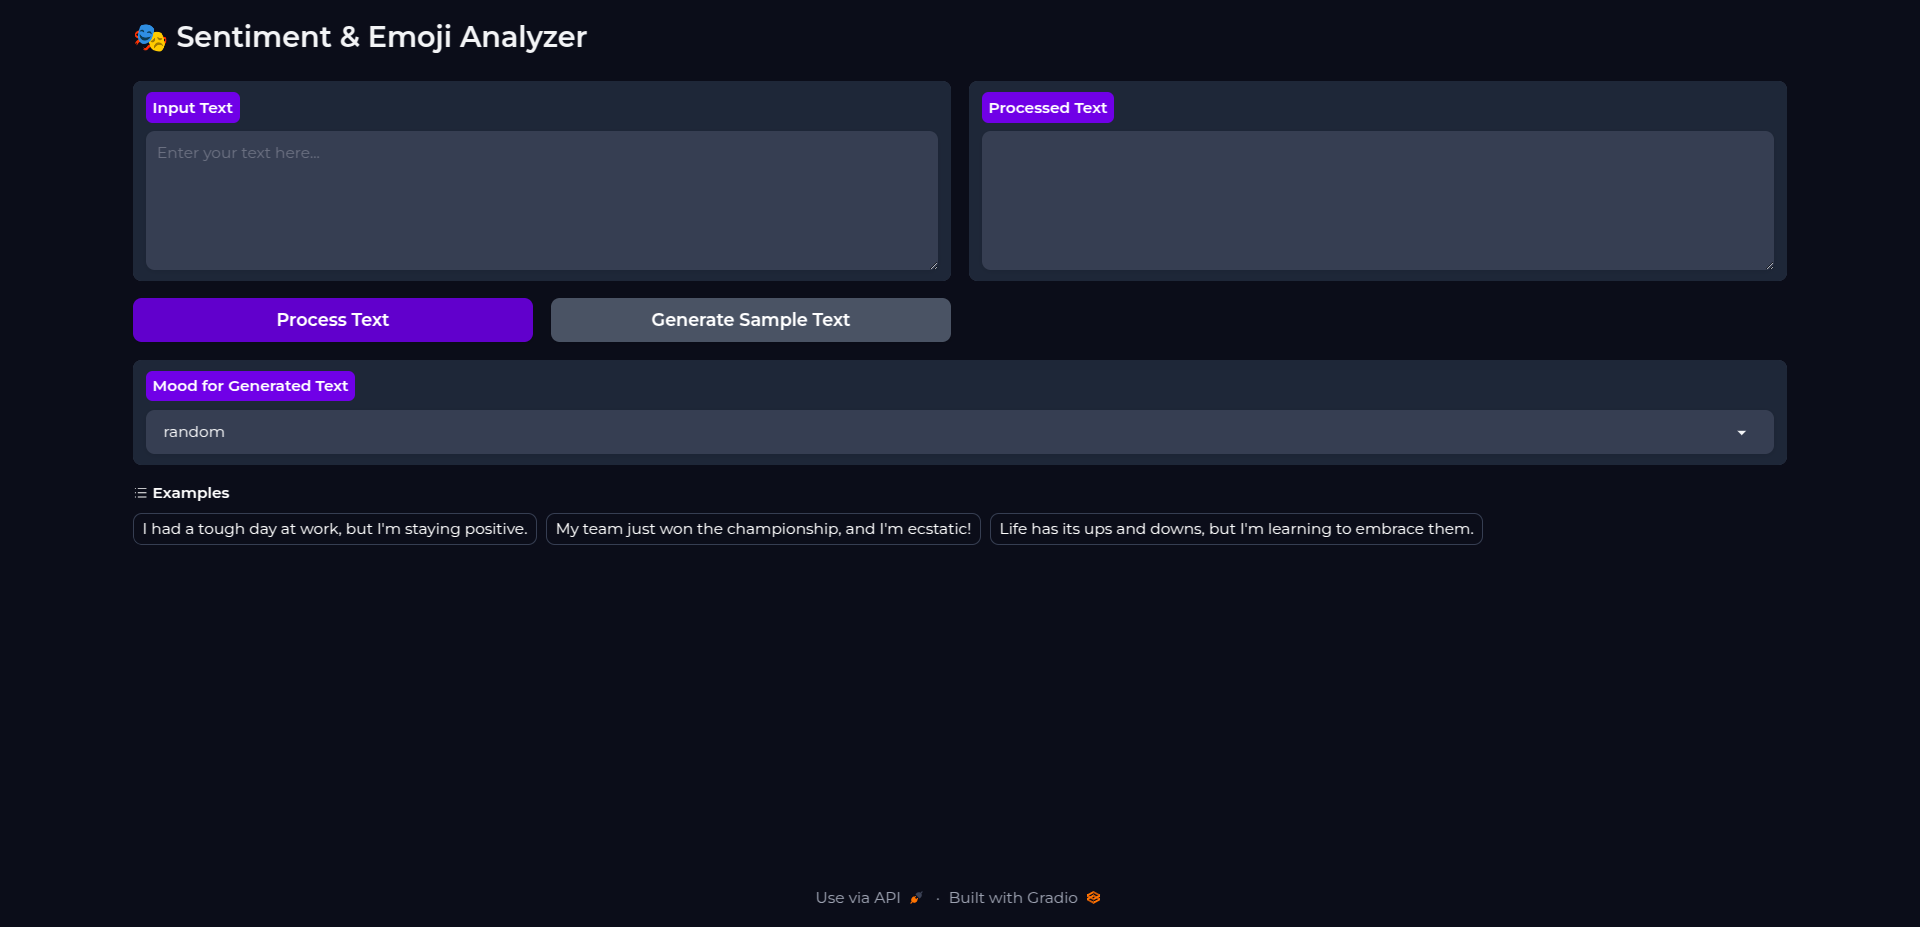 🎭 Sentiment & Emoji Analyzer
Input Text
Enter your text here...
Processed Text
Process Text
Generate Sample Text
Mood for Generated Text
random
Examples
I had a tough day at work, but I'm staying positive.
My team just won the championship, and I'm ecstatic!
Life has its ups and downs, but I'm learning to embrace them.
Use via API 🚀 · Built with Gradio